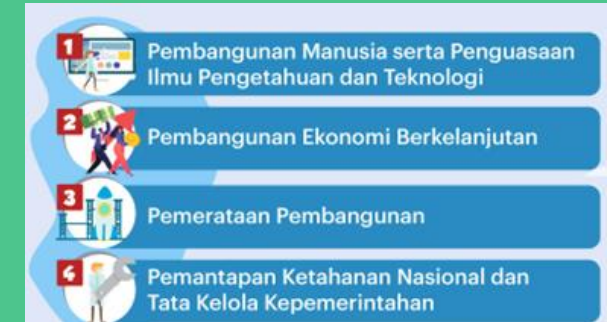 1
Pembangunan Manusia serta Penguasaan
Ilmu Pengetahuan dan Teknologi
2
Pembangunan Ekonomi Berkelanjutan
3
Pemerataan Pembangunan
4
Pemantapan Ketahanan Nasional dan
Tata Kelola Kepemerintahan